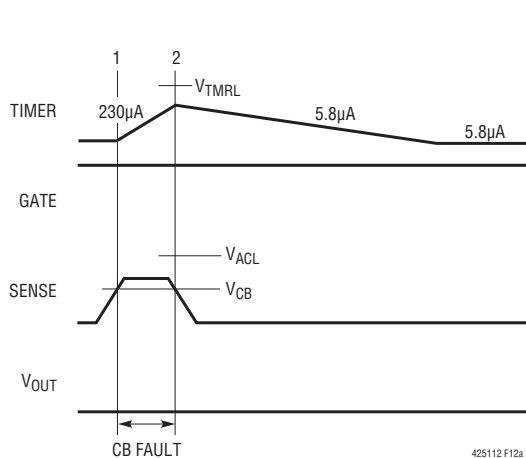 1 2
V_TMRL
TIMER 230µA 5.8µA 5.8µA
GATE
V_ACL
SENSE V_CB
V_OUT
CB FAULT
425112 F12a